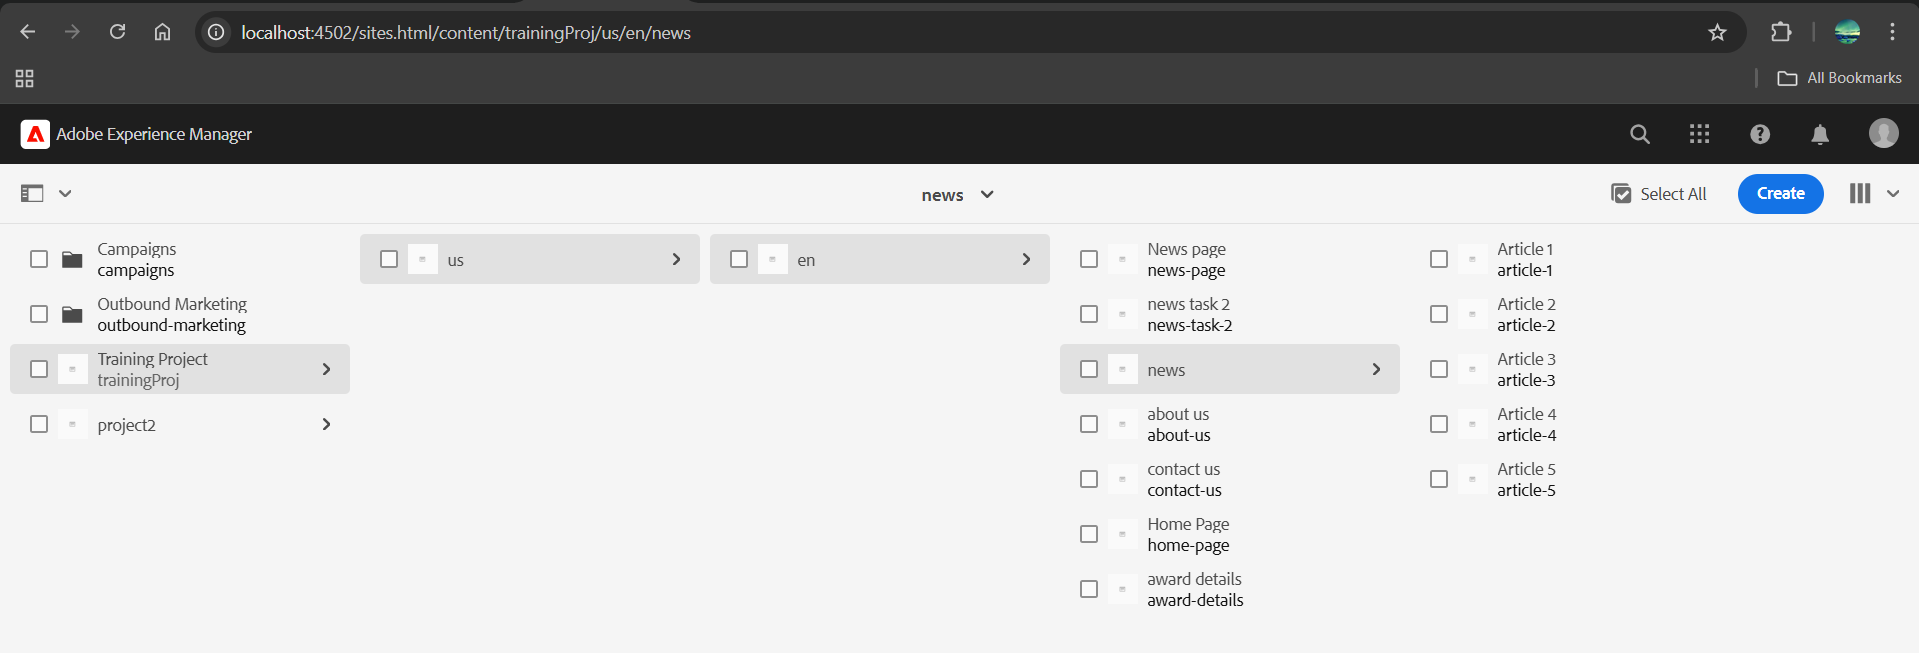 localhost:4502/sites.html/content/trainingProj/us/en/news
All Bookmarks
Adobe Experience Manager
news
Select All
Create
Campaigns
campaigns
Outbound Marketing
outbound-marketing
Training Project
trainingProj
project2
us
en
News page
news-page
news task 2
news-task-2
news
about us
about-us
contact us
contact-us
Home Page
home-page
award details
award-details
Article 1
article-1
Article 2
article-2
Article 3
article-3
Article 4
article-4
Article 5
article-5